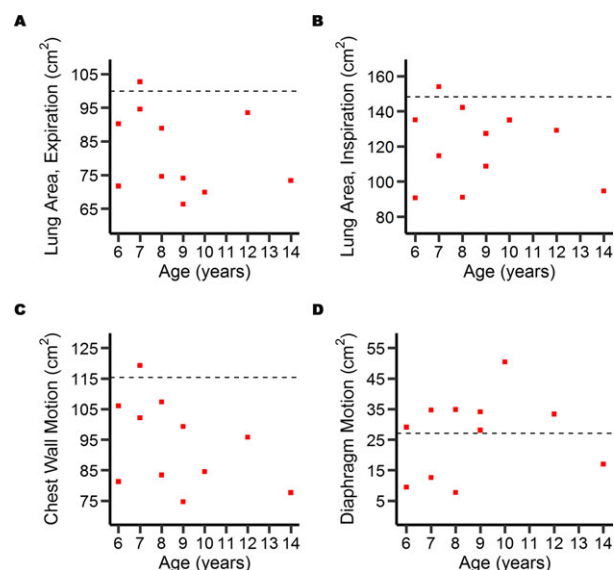 A
Lung Area, Expiration (cm²)
105
95
85
75
65
6 7 8 9 10 11 12 13 14
Age (years)
B
Lung Area, Inspiration (cm²)
160
140
120
100
80
6 7 8 9 10 11 12 13 14
Age (years)
C
Chest Wall Motion (cm²)
125
115
105
95
85
75
6 7 8 9 10 11 12 13 14
Age (years)
D
Diaphragm Motion (cm²)
55
45
35
25
15
5
6 7 8 9 10 11 12 13 14
Age (years)